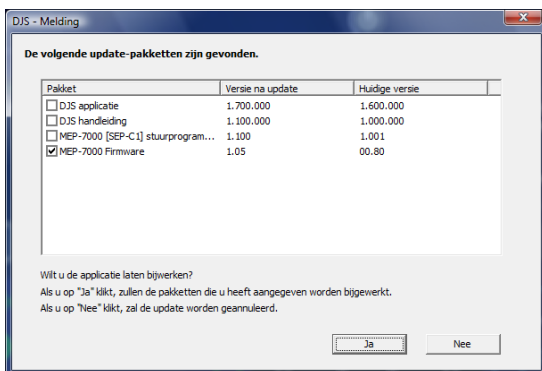 DJS - Melding
De volgende update-pakketten zijn gevonden.
Pakket Versie na update Huidige versie
DJS applicatie 1.700.000 1.600.000
DJS handleiding 1.100.000 1.000.000
MEP-7000 [SEP-C1] stuurprogram... 1.100 1.001
MEP-7000 Firmware 1.05 00.80
Wilt u de applicatie laten bijwerken?
Als u op "Ja" klikt, zullen de pakketten die u heeft aangegeven worden bijgewerkt.
Als u op "Nee" klikt, zal de update worden geannuleerd.
Ja Nee